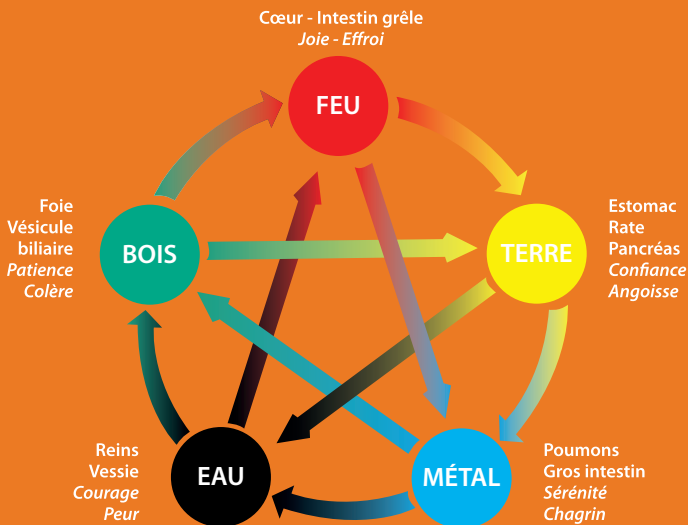 Cœur - Intestin grêle
Joie - Effroi
FEU
Foie
Vésicule
biliaire
Patience
Colère
BOIS
TERRE
Estomac
Rate
Pancréas
Confiance
Angoisse
Reins
Vessie
Courage
Peur
EAU
MÉTAL
Poumons
Gros intestin
Sérénité
Chagrin